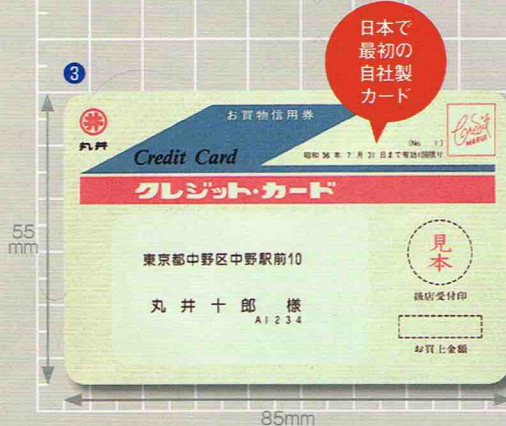 日本で
最初の
自社製
カード
3
丸井
お買物信用券
Credit Card
(No. 1)
昭和36年7月31日まで有効1回限り
Credit
MARUI
クレジット・カード
東京都中野区中野駅前10
丸井十郎 様
A1234
見本
扱店受付印
お買上金額
55
mm
85mm